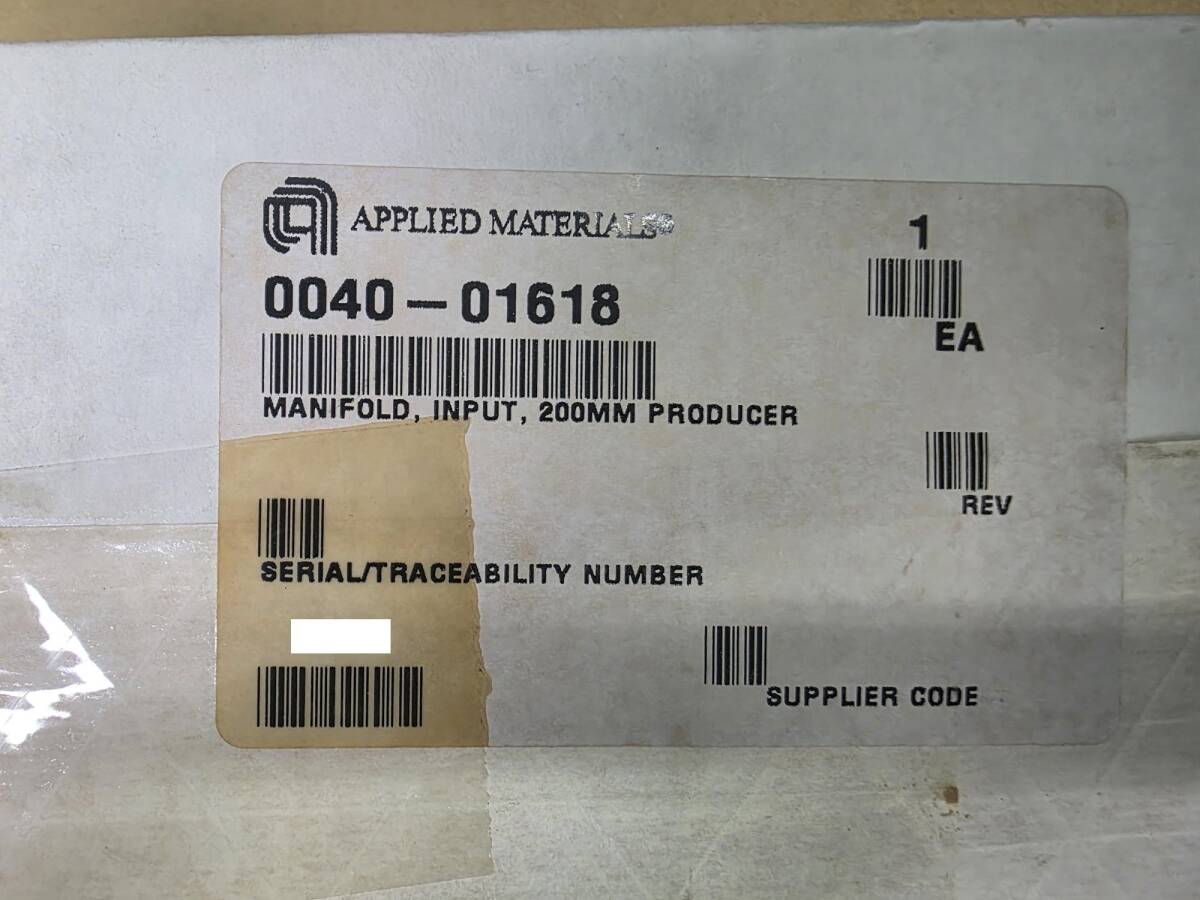 APPLIED MATERIALS®
1
0040-01618
EA
MANIFOLD, INPUT, 200MM PRODUCER
REV
SERIAL/TRACEABILITY NUMBER
SUPPLIER CODE